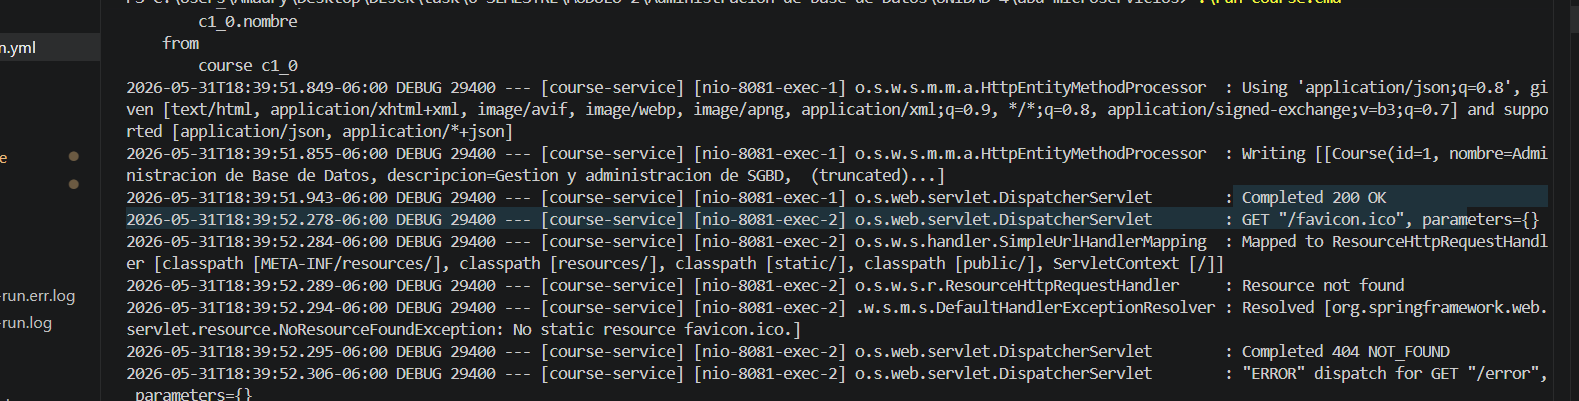 c1_0.nombre
from
course c1_0
2026-05-31T18:39:51.849-06:00 DEBUG 29400 --- [course-service] [nio-8081-exec-1] o.s.w.s.m.m.a.HttpEntityMethodProcessor  : Using 'application/json;q=0.8', gi
ven [text/html, application/xhtml+xml, image/avif, image/webp, image/apng, application/xml;q=0.9, */*;q=0.8, application/signed-exchange;v=b3;q=0.7] and suppo
rted [application/json, application/*+json]
2026-05-31T18:39:51.855-06:00 DEBUG 29400 --- [course-service] [nio-8081-exec-1] o.s.w.s.m.m.a.HttpEntityMethodProcessor  : Writing [[Course(id=1, nombre=Admi
nistracion de Base de Datos, descripcion=Gestion y administracion de SGBD,  (truncated)...]
2026-05-31T18:39:51.943-06:00 DEBUG 29400 --- [course-service] [nio-8081-exec-1] o.s.web.servlet.DispatcherServlet        : Completed 200 OK
2026-05-31T18:39:52.278-06:00 DEBUG 29400 --- [course-service] [nio-8081-exec-2] o.s.web.servlet.DispatcherServlet        : GET "/favicon.ico", parameters={}
2026-05-31T18:39:52.284-06:00 DEBUG 29400 --- [course-service] [nio-8081-exec-2] o.s.w.s.handler.SimpleUrlHandlerMapping  : Mapped to ResourceHttpRequestHandl
er [classpath [META-INF/resources/], classpath [resources/], classpath [static/], classpath [public/], ServletContext [/]]
2026-05-31T18:39:52.289-06:00 DEBUG 29400 --- [course-service] [nio-8081-exec-2] o.s.w.s.r.ResourceHttpRequestHandler     : Resource not found
2026-05-31T18:39:52.294-06:00 DEBUG 29400 --- [course-service] [nio-8081-exec-2] .w.s.m.s.DefaultHandlerExceptionResolver : Resolved [org.springframework.web.
servlet.resource.NoResourceFoundException: No static resource favicon.ico.]
2026-05-31T18:39:52.295-06:00 DEBUG 29400 --- [course-service] [nio-8081-exec-2] o.s.web.servlet.DispatcherServlet        : Completed 404 NOT_FOUND
2026-05-31T18:39:52.306-06:00 DEBUG 29400 --- [course-service] [nio-8081-exec-2] o.s.web.servlet.DispatcherServlet        : "ERROR" dispatch for GET "/error",
parameters={}
n.yml
e
-run.err.log
-run.log